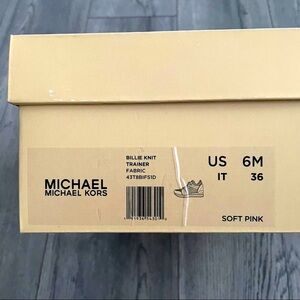 BILLIE KNIT
TRAINER
FABRIC
43T8BIFS1D
US 6M
IT 36
MICHAEL
MICHAEL KORS
SOFT PINK